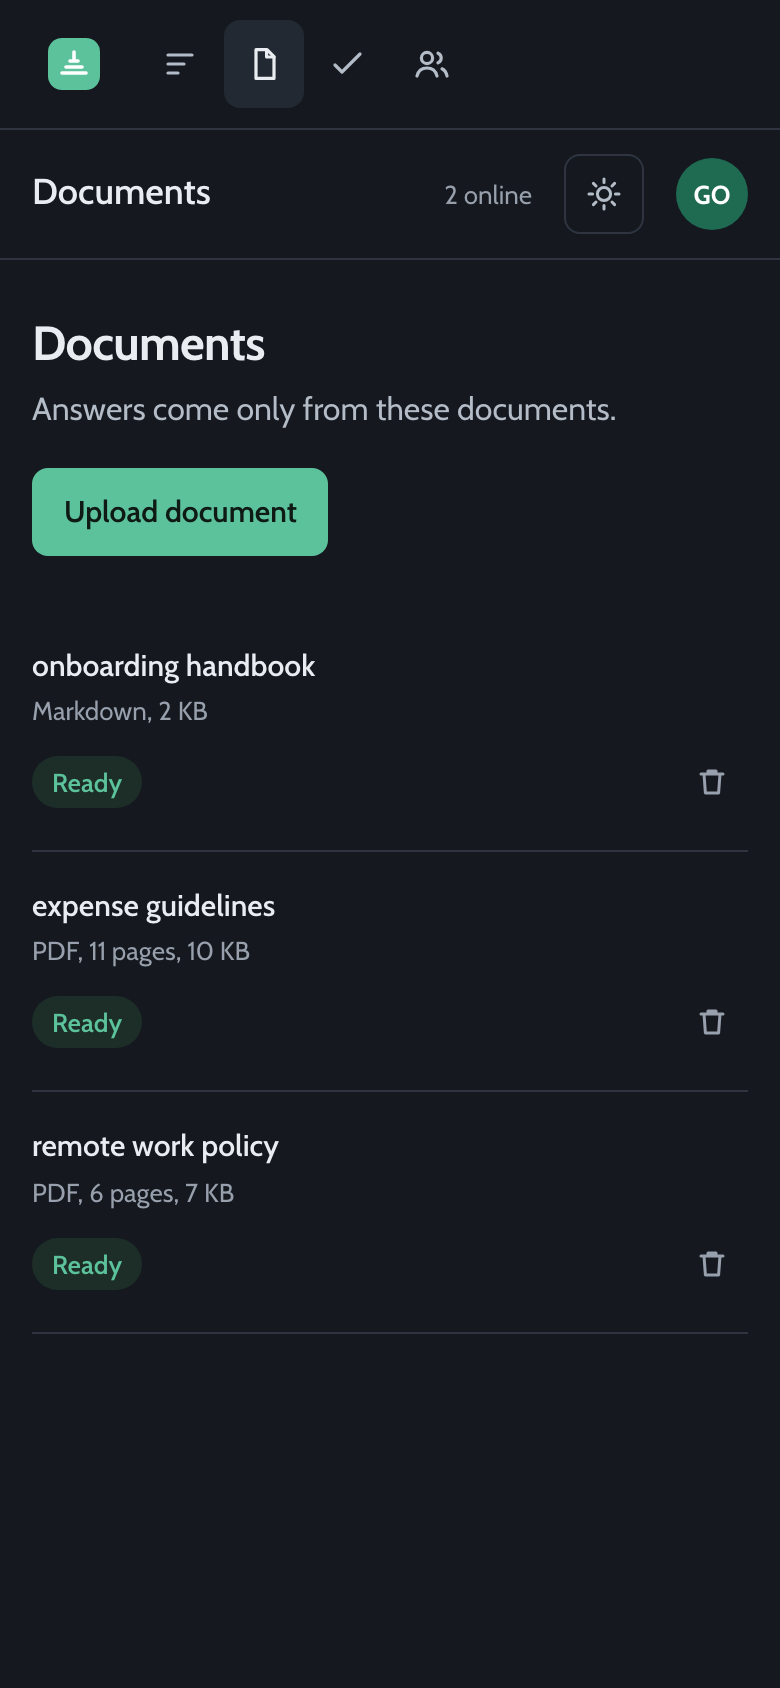 Documents
2 online
GO
Documents
Answers come only from these documents.
Upload document
onboarding handbook
Markdown, 2 KB
Ready
expense guidelines
PDF, 11 pages, 10 KB
Ready
remote work policy
PDF, 6 pages, 7 KB
Ready